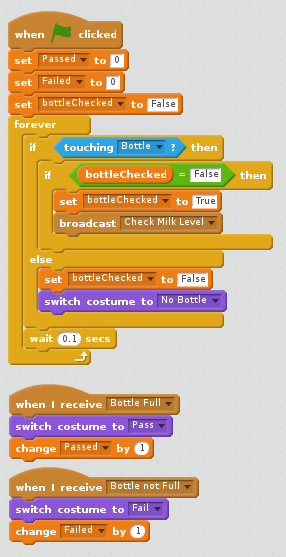 when clicked
set Passed to 0
set Failed to 0
set bottleChecked to False
forever
if touching Bottle ? then
if bottleChecked = False then
set bottleChecked to True
broadcast Check Milk Level
else
set bottleChecked to False
switch costume to No Bottle
wait 0.1 secs
when I receive Bottle Full
switch costume to Pass
change Passed by 1
when I receive Bottle not Full
switch costume to Fail
change Failed by 1